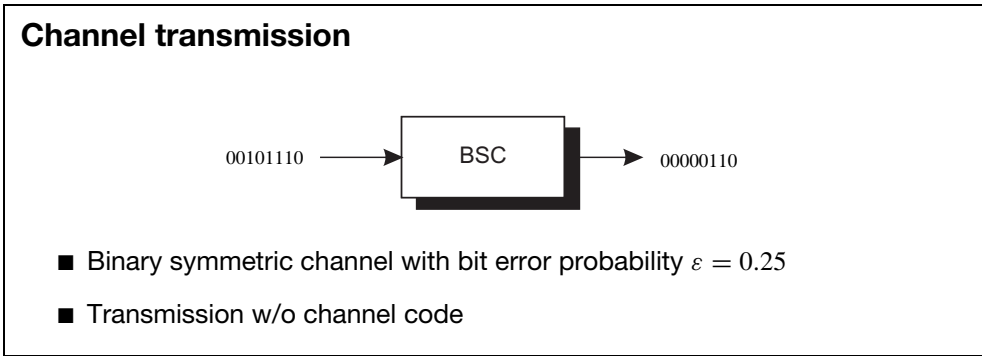 Channel transmission
00101110 BSC 00000110
■ Binary symmetric channel with bit error probability ε = 0.25
■ Transmission w/o channel code